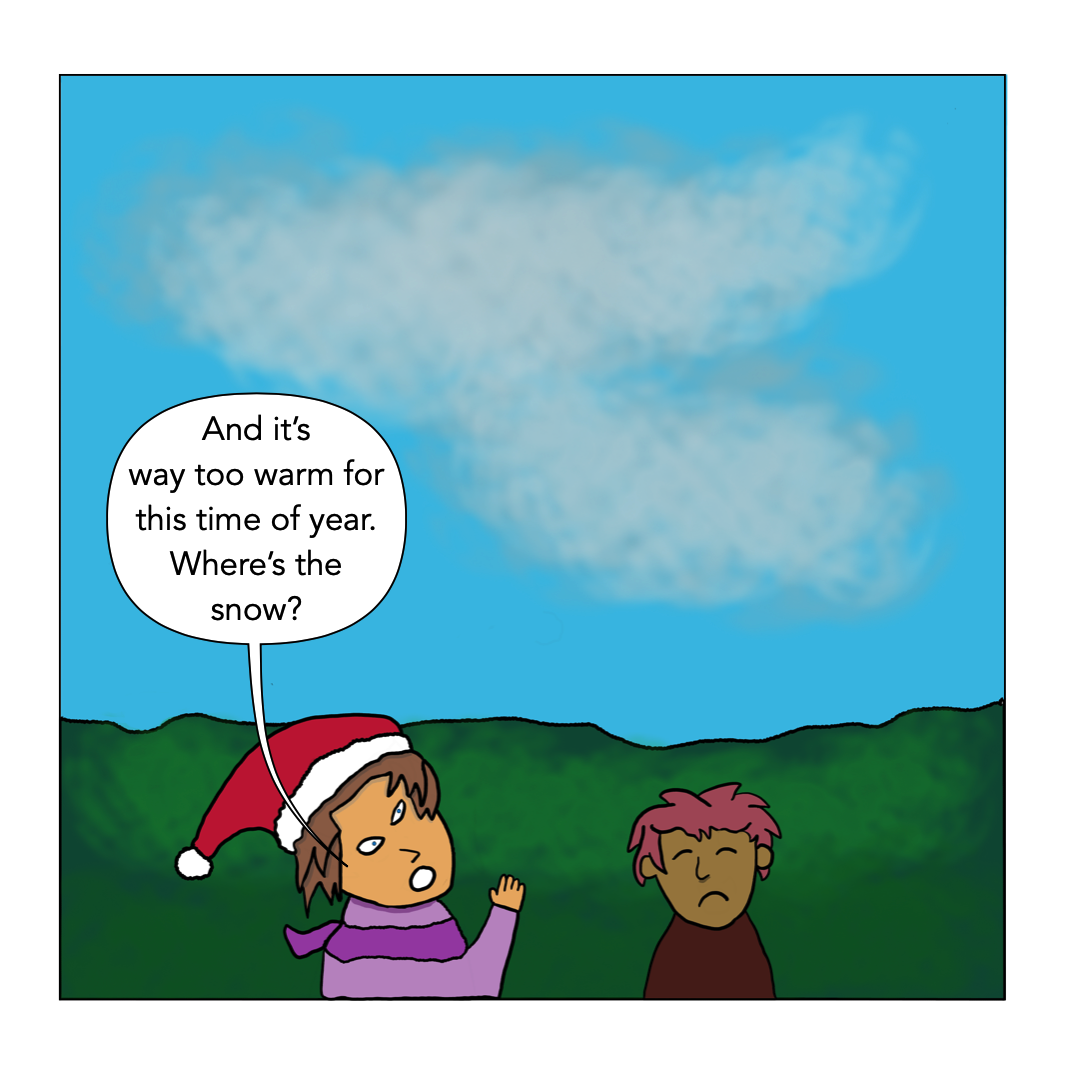 And it’s
way too warm for
this time of year.
Where’s the
snow?